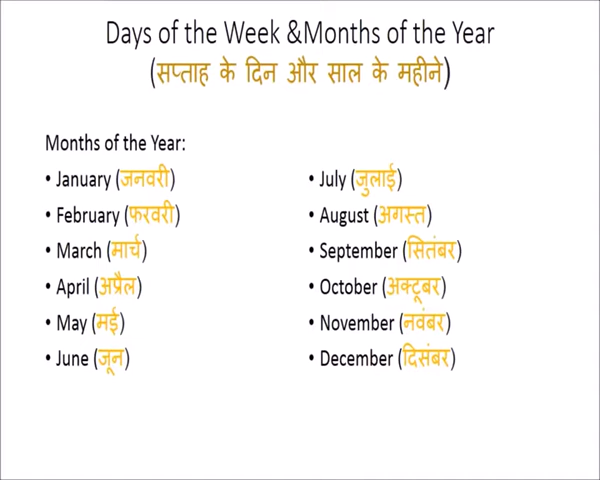 Days of the Week &Months of the Year
(सप्ताह के दिन और साल के महीने)
Months of the Year:
• January (जनवरी)
• February (फरवरी)
• March (मार्च)
• April (अप्रैल)
• May (मई)
• June (जून)
• July (जुलाई)
• August (अगस्त)
• September (सितंबर)
• October (अक्टूबर)
• November (नवंबर)
• December (दिसंबर)